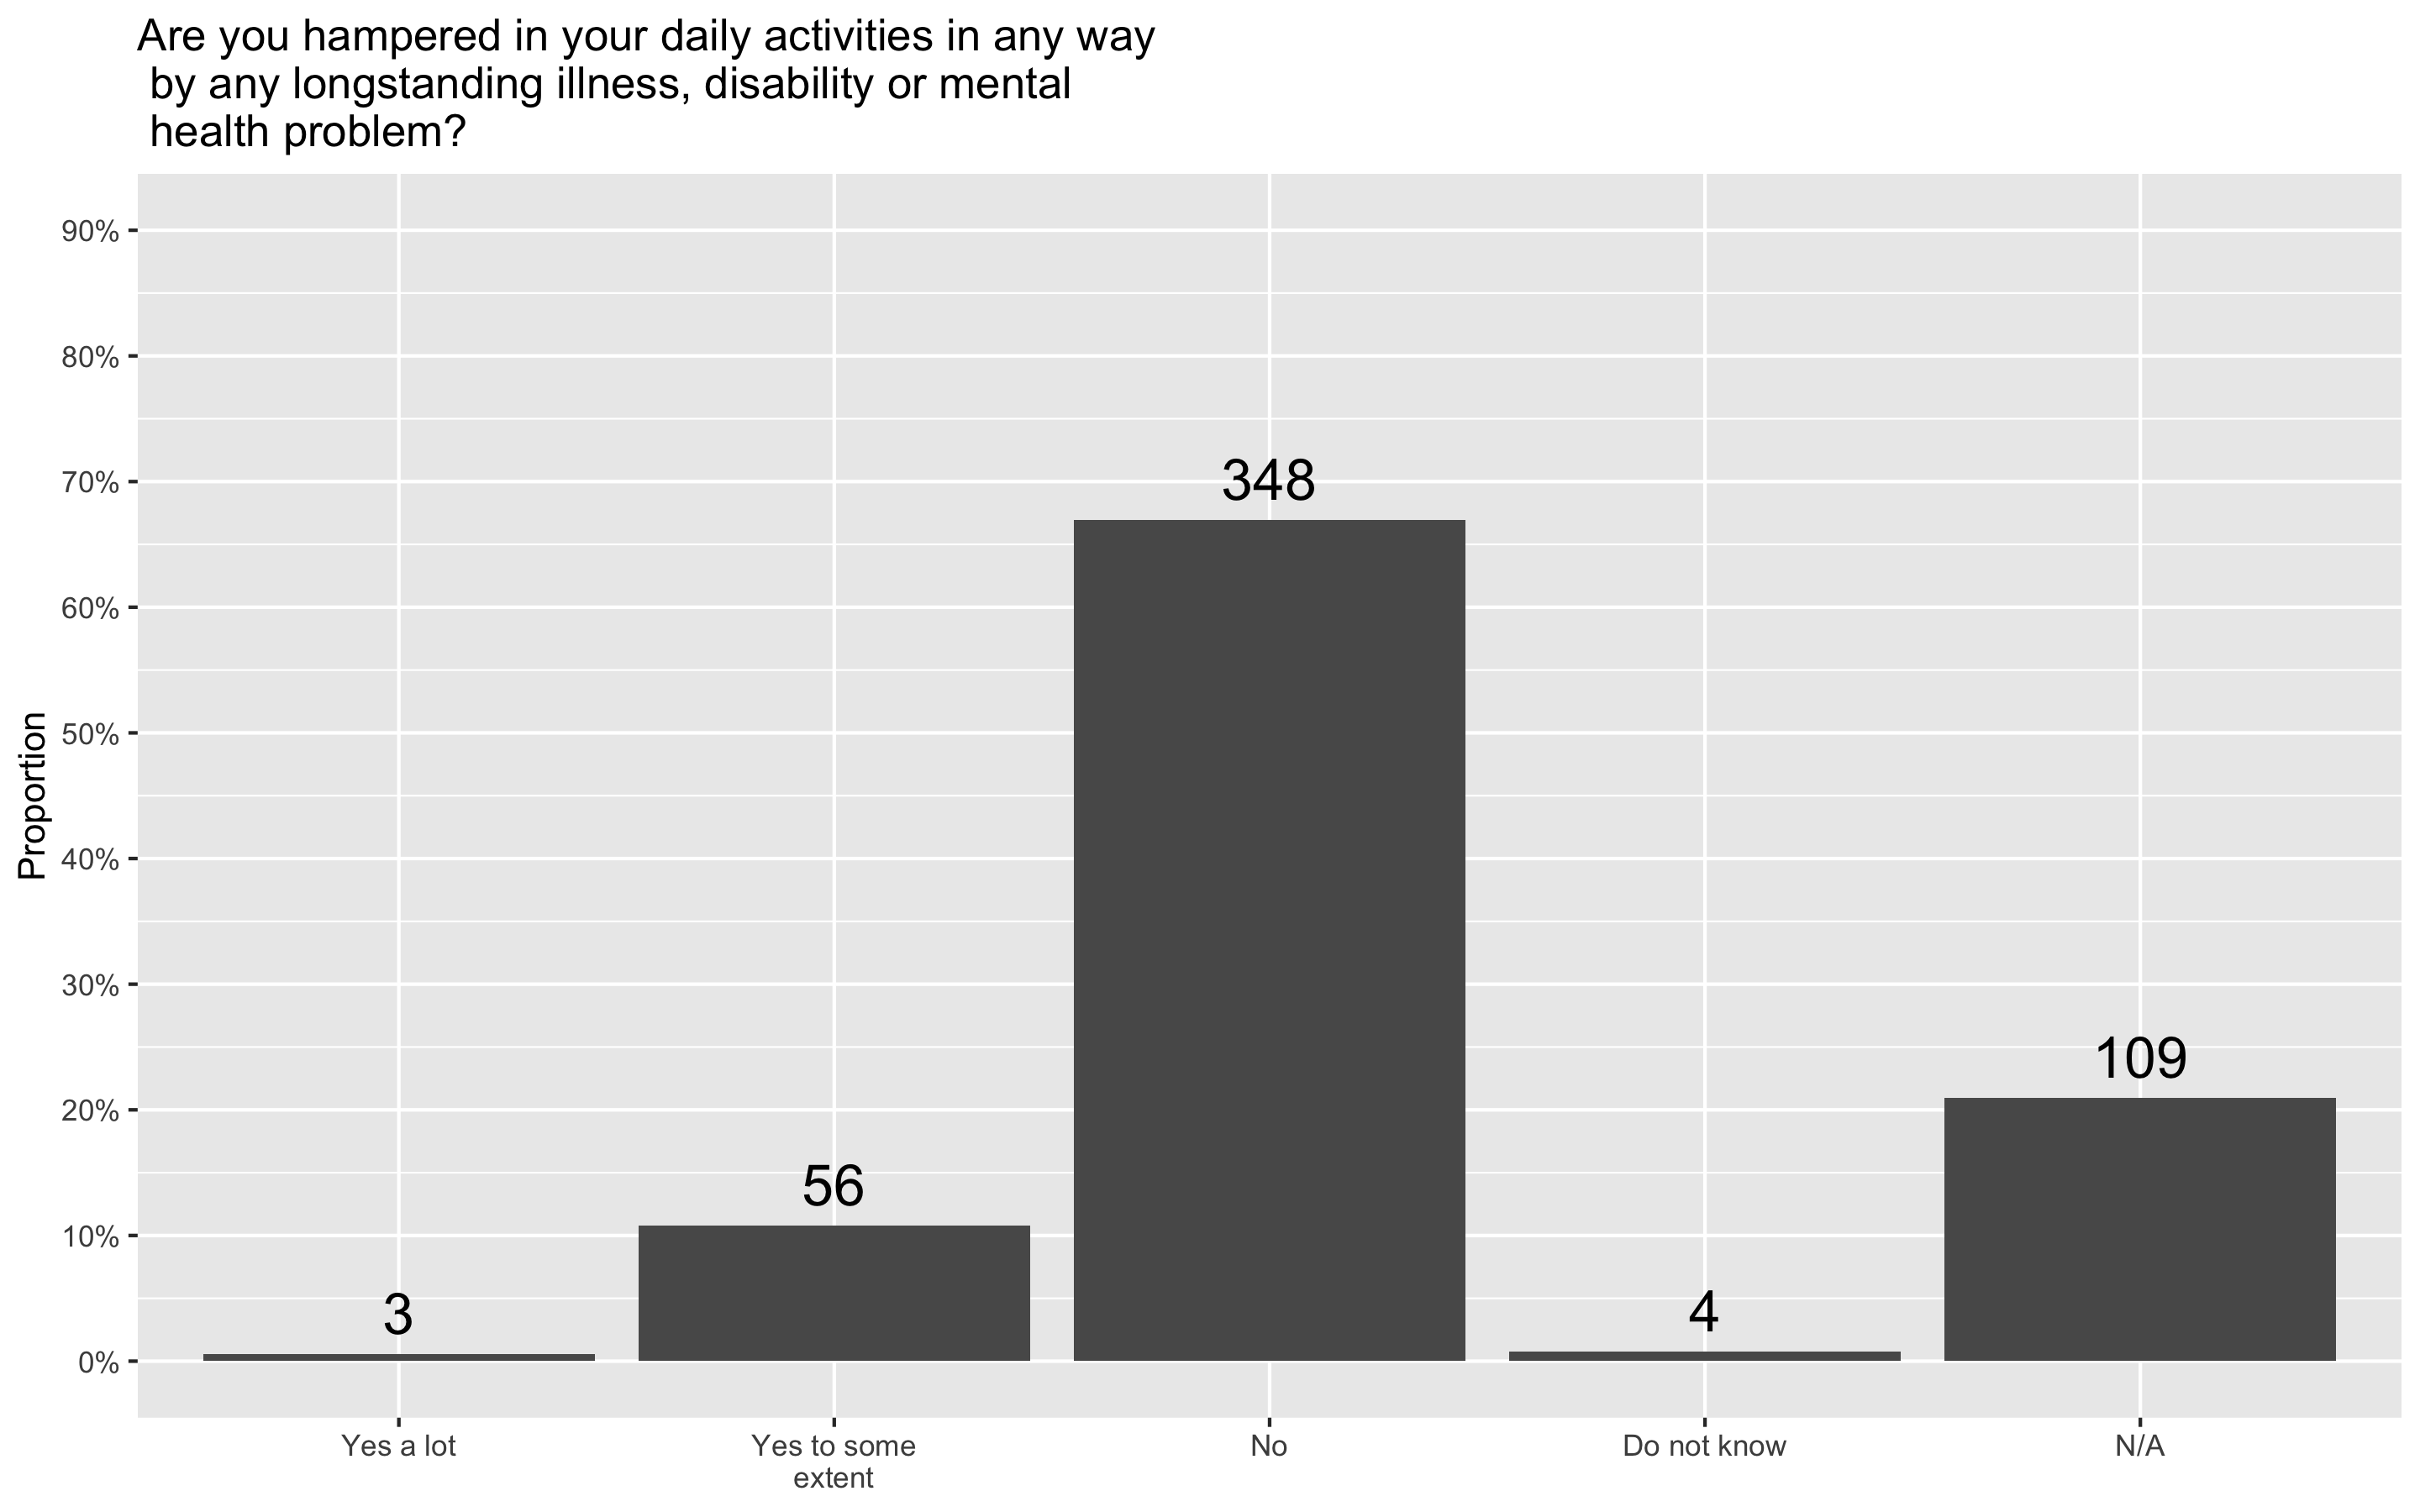 Are you hampered in your daily activities in any way
by any longstanding illness, disability or mental
health problem?
90%
80%
70%
60%
50%
40%
30%
20%
10%
0%
Proportion
3
56
348
4
109
Yes a lot
Yes to some
extent
No
Do not know
N/A